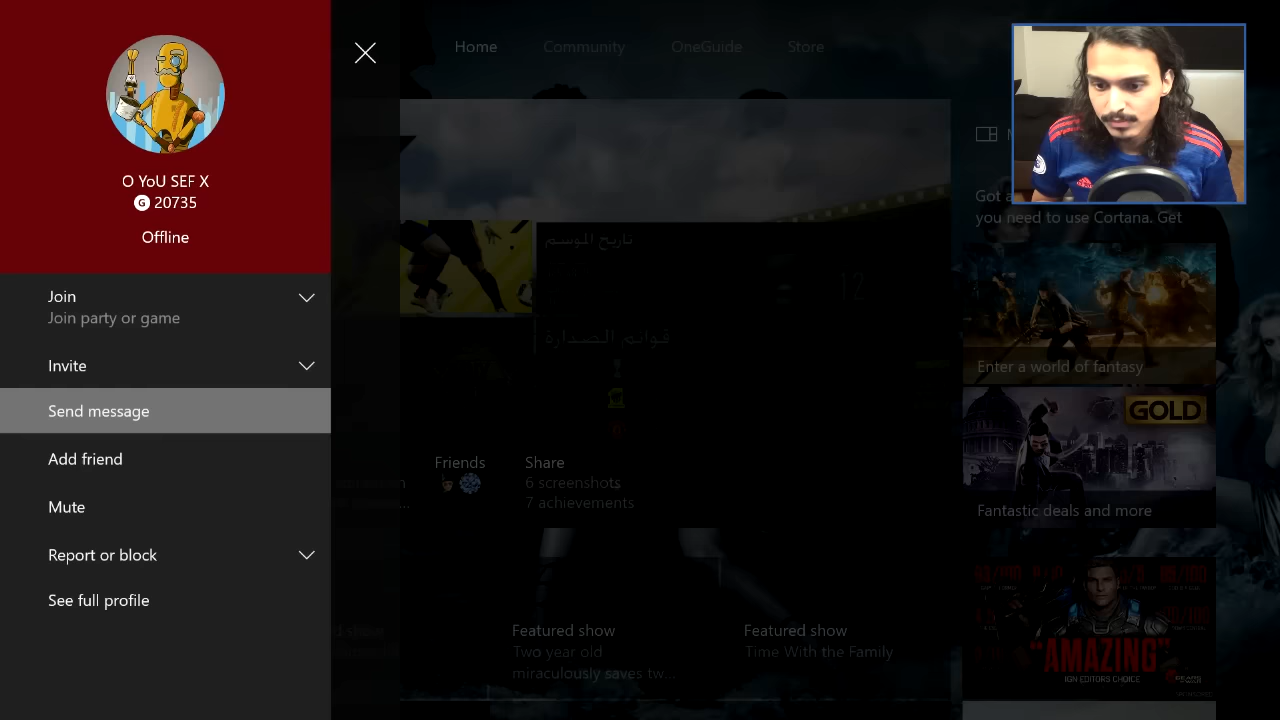 O YoU SEF X
G 20735
Offline
Join
Join party or game
Invite
Send message
Add friend
Mute
Report or block
See full profile
Home
Community
OneGuide
Store
تاريخ الموسم
12
قوائم الصدارة
Friends
Share
6 screenshots
7 achievements
Featured show
Two year old
miraculously saves tw...
Featured show
Time With the Family
Got a
you need to use Cortana. Get
Enter a world of fantasy
GOLD
Fantastic deals and more
"AMAZING"
IGN EDITORS CHOICE